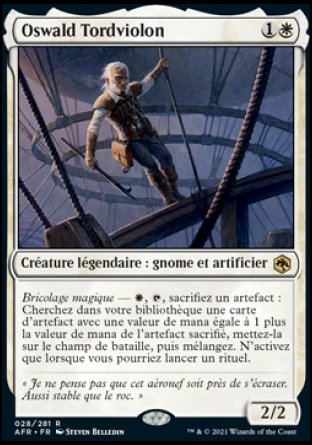 Oswald Tordviolon 1
Créature légendaire : gnome et artificier
Bricolage magique — , , sacrifiez un artefact :
Cherchez dans votre bibliothèque une carte
d'artefact avec une valeur de mana égale à 1 plus
la valeur de mana de l'artefact sacrifié, mettez-la
sur le champ de bataille, puis mélangez. N'activez
que lorsque vous pourriez lancer un rituel.
« Je ne pense pas que cet aéronef soit près de s'écraser.
Aussi stable que le roc. »
2/2
028/281 R
AFR • FR Steven Belledin
™ & © 2021 Wizards of the Coast